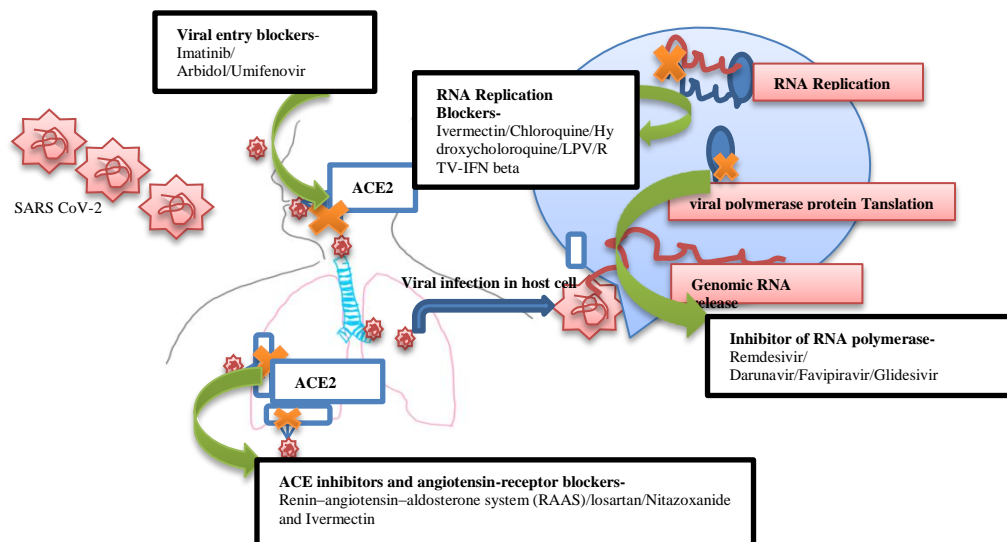 Viral entry blockers-
Imatinib/
Arbidol/Umifenovir
RNA Replication
Blockers-
Ivermectin/Chloroquine/Hy
droxycholoroquine/LPV/R
TV-IFN beta
RNA Replication
ACE2
SARS CoV-2
viral polymerase protein Tanslation
Viral infection in host cell
Genomic RNA
release
Inhibitor of RNA polymerase-
Remdesivir/
Darunavir/Favipiravir/Glidesivir
ACE2
ACE inhibitors and angiotensin-receptor blockers-
Renin–angiotensin–aldosterone system (RAAS)/losartan/Nitazoxanide
and Ivermectin